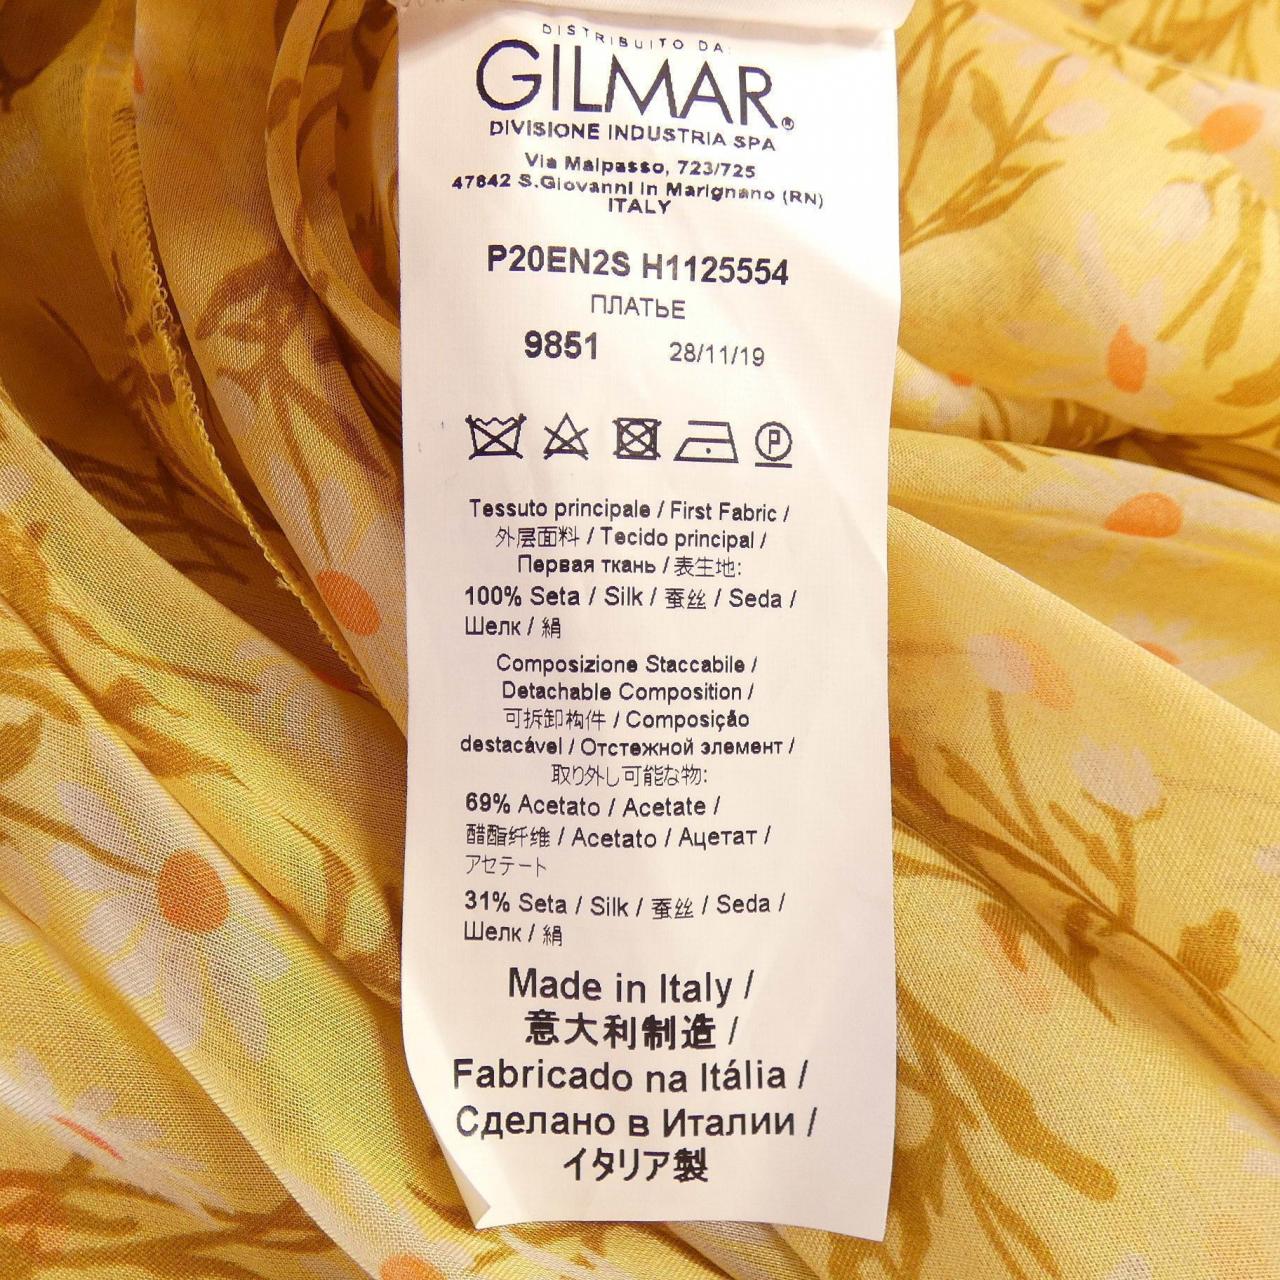 DISTRIBUITO DA:
GILMAR®
DIVISIONE INDUSTRIA SPA
Via Malpasso, 723/725
47842 S.Giovanni in Marignano (RN)
ITALY
P20EN2S H1125554
ПЛАТЬЕ
9851 28/11/19
P
Tessuto principale / First Fabric /
外层面料 / Tecido principal /
Первая ткань / 表生地:
100% Seta / Silk / 蚕丝 / Seda /
Шелк / 絹
Composizione Staccabile /
Detachable Composition /
可拆卸构件 / Composição
destacável / Отстежной элемент /
取り外し可能な物:
69% Acetato / Acetate /
醋酯纤维 / Acetato / Ацетат /
アセテート
31% Seta / Silk / 蚕丝 / Seda /
Шелк / 絹
Made in Italy /
意大利制造 /
Fabricado na Itália /
Сделано в Италии /
イタリア製